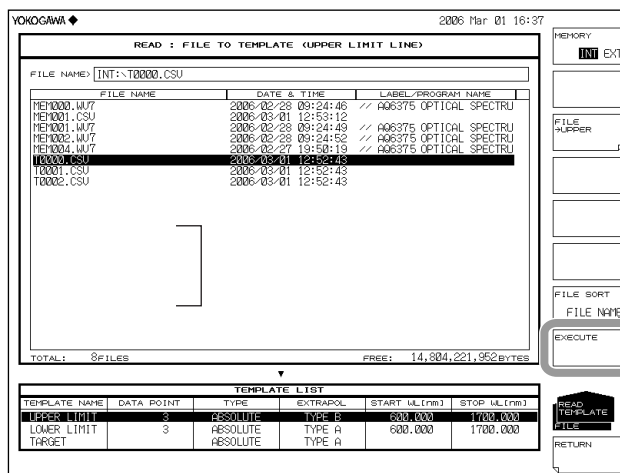 YOKOGAWA 2006 Mar 01 16:37
READ : FILE TO TEMPLATE (UPPER LIMIT LINE)
FILE NAME> INT:\T0000.CSV
FILE NAME DATE & TIME LABEL/PROGRAM NAME
MEM000.WV7 2006/02/28 09:24:46 // AQ6375 OPTICAL SPECTRU
MEM001.CSV 2006/03/01 12:53:12
MEM001.WV7 2006/02/28 09:24:49 // AQ6375 OPTICAL SPECTRU
MEM002.WV7 2006/02/28 09:24:52 // AQ6375 OPTICAL SPECTRU
MEM004.WV7 2006/02/27 19:50:19 // AQ6375 OPTICAL SPECTRU
T0000.CSV 2006/03/01 12:52:43
T0001.CSV 2006/03/01 12:52:43
T0002.CSV 2006/03/01 12:52:43
TOTAL: 8FILES FREE: 14,804,221,952BYTES
TEMPLATE LIST
TEMPLATE NAME DATA POINT TYPE EXTRAPOL START WL[nm] STOP WL[nm]
UPPER LIMIT 3 ABSOLUTE TYPE B 600.000 1700.000
LOWER LIMIT 3 ABSOLUTE TYPE A 600.000 1700.000
TARGET ABSOLUTE TYPE A
MEMORY
INT EXT
FILE
→UPPER
FILE SORT
FILE NAME
EXECUTE
READ
TEMPLATE
FILE
RETURN